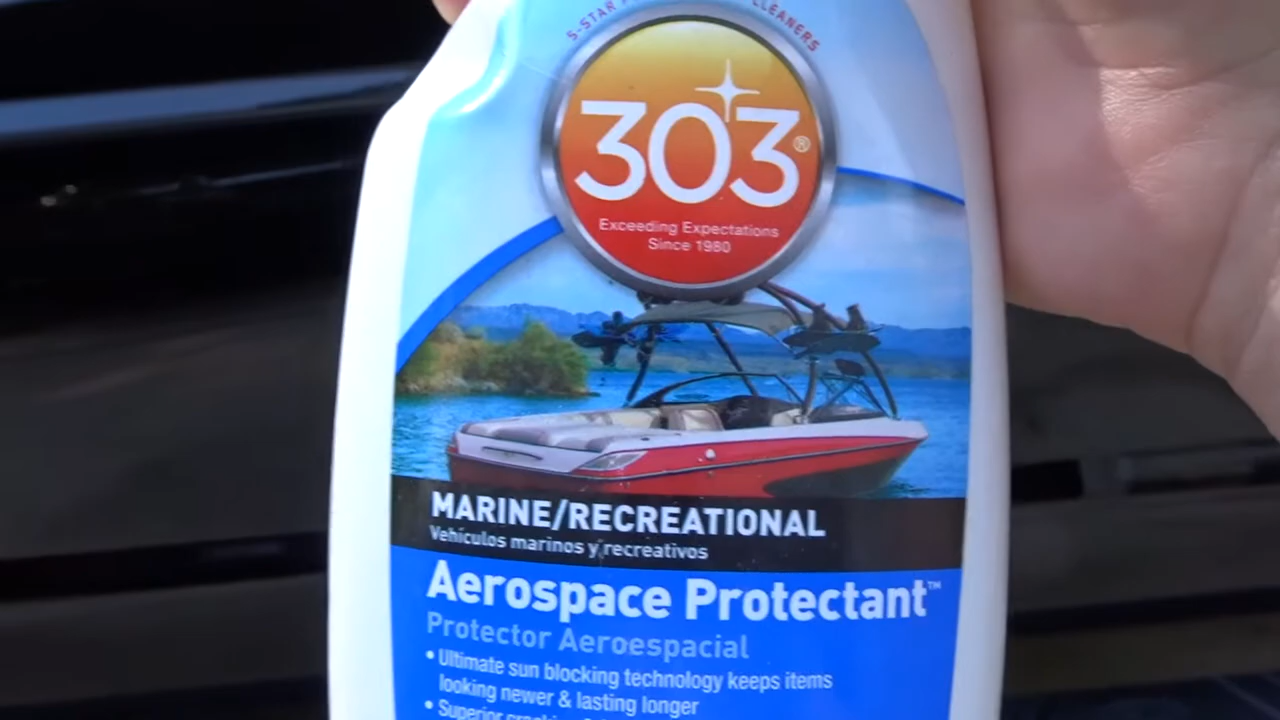 5-STAR CLEANERS
303®
Exceeding Expectations
Since 1980
MARINE/RECREATIONAL
Vehículos marinos y recreativos
Aerospace Protectant™
Protector Aeroespacial
• Ultimate sun blocking technology keeps items
looking newer & lasting longer
• Superior